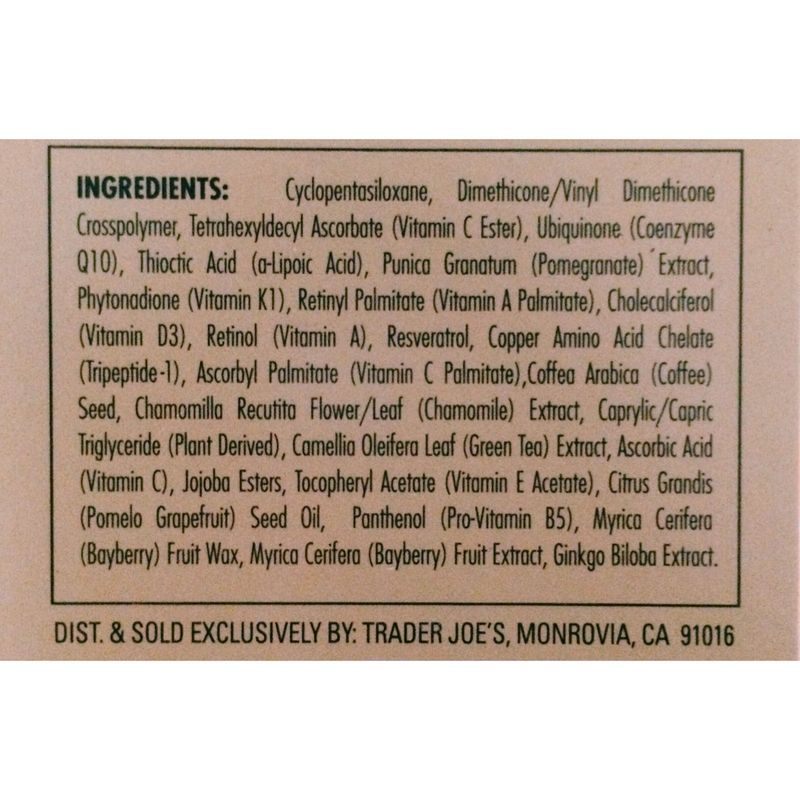 INGREDIENTS: Cyclopentasiloxane, Dimethicone/Vinyl Dimethicone
Crosspolymer, Tetrahexyldecyl Ascorbate (Vitamin C Ester), Ubiquinone (Coenzyme
Q10), Thioctic Acid (a-Lipoic Acid), Punica Granatum (Pomegranate) Extract,
Phytonadione (Vitamin K1), Retinyl Palmitate (Vitamin A Palmitate), Cholecalciferol
(Vitamin D3), Retinol (Vitamin A), Resveratrol, Copper Amino Acid Chelate
(Tripeptide-1), Ascorbyl Palmitate (Vitamin C Palmitate),Coffea Arabica (Coffee)
Seed, Chamomilla Recutita Flower/Leaf (Chamomile) Extract, Caprylic/Capric
Triglyceride (Plant Derived), Camellia Oleifera Leaf (Green Tea) Extract, Ascorbic Acid
(Vitamin C), Jojoba Esters, Tocopheryl Acetate (Vitamin E Acetate), Citrus Grandis
(Pomelo Grapefruit) Seed Oil, Panthenol (Pro-Vitamin B5), Myrica Cerifera
(Bayberry) Fruit Wax, Myrica Cerifera (Bayberry) Fruit Extract, Ginkgo Biloba Extract.
DIST. & SOLD EXCLUSIVELY BY: TRADER JOE'S, MONROVIA, CA 91016